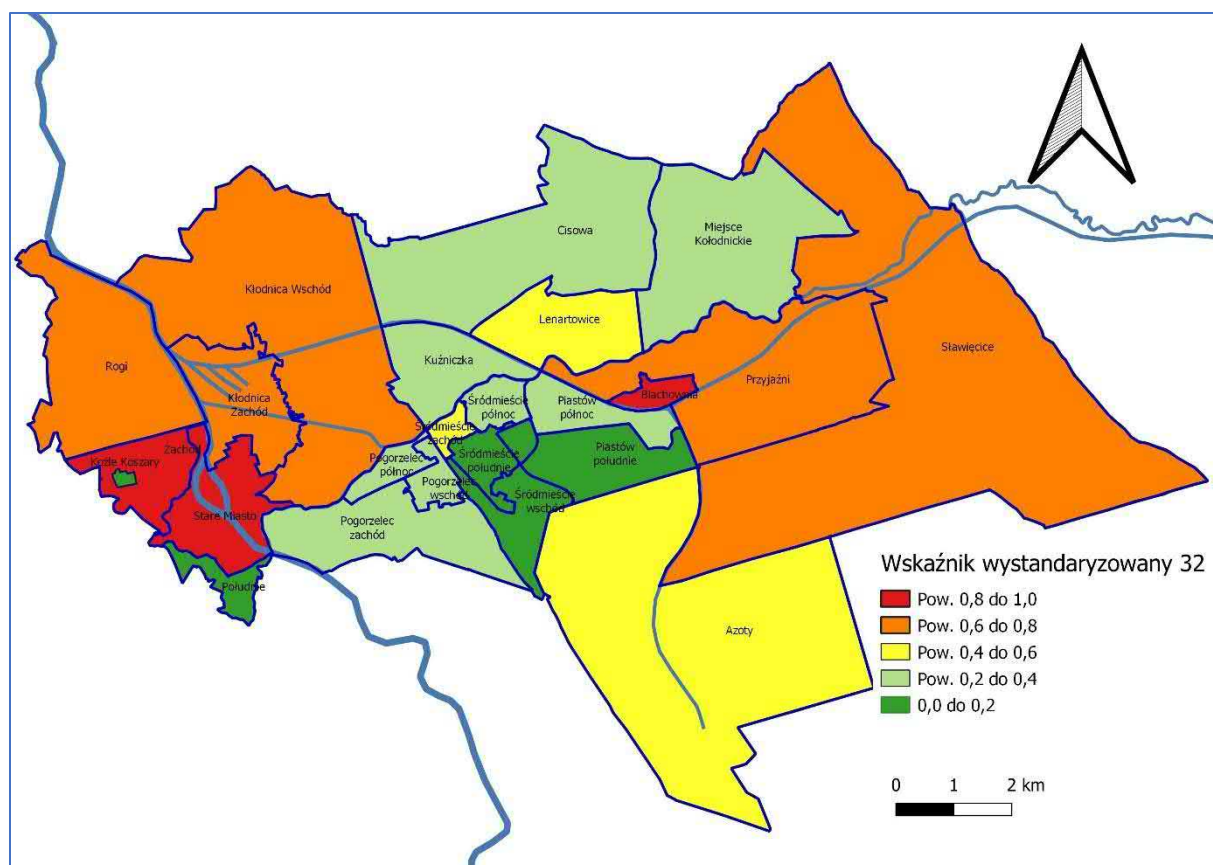 Cisowa
Miejsce
Kołodnickie
Kłodnica Wschód
Lenartowice
Sławięcice
Rogi
Kuźniczka
Przyjaźni
Blachownia
Kłodnica
Zachód
Śródmieście
północ
Piastów
północ
Śródmieście
zachód
Zachód
Koźle Koszary
Pogorzelec
północ
Śródmieście
południe
Piastów
południe
Pogorzelec
wschód
Śródmieście
wschód
Stare Miasto
Pogorzelec
zachód
Południe
Azoty
Wskaźnik wystandaryzowany 32
Pow. 0,8 do 1,0
Pow. 0,6 do 0,8
Pow. 0,4 do 0,6
Pow. 0,2 do 0,4
0,0 do 0,2
0 1 2 km